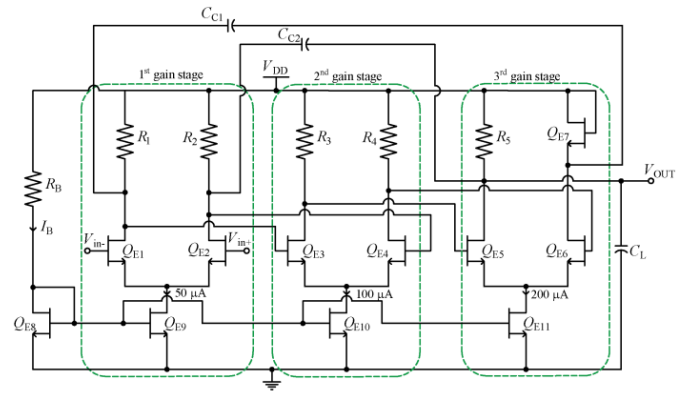 C_C1
C_C2
V_DD
1st gain stage
2nd gain stage
3rd gain stage
R_1
R_2
R_3
R_4
R_5
Q_E7
R_B
V_OUT
I_B
V_in-
Q_E1
Q_E2
V_in+
Q_E3
Q_E4
Q_E5
Q_E6
C_L
50 µA
100 µA
200 µA
Q_E8
Q_E9
Q_E10
Q_E11